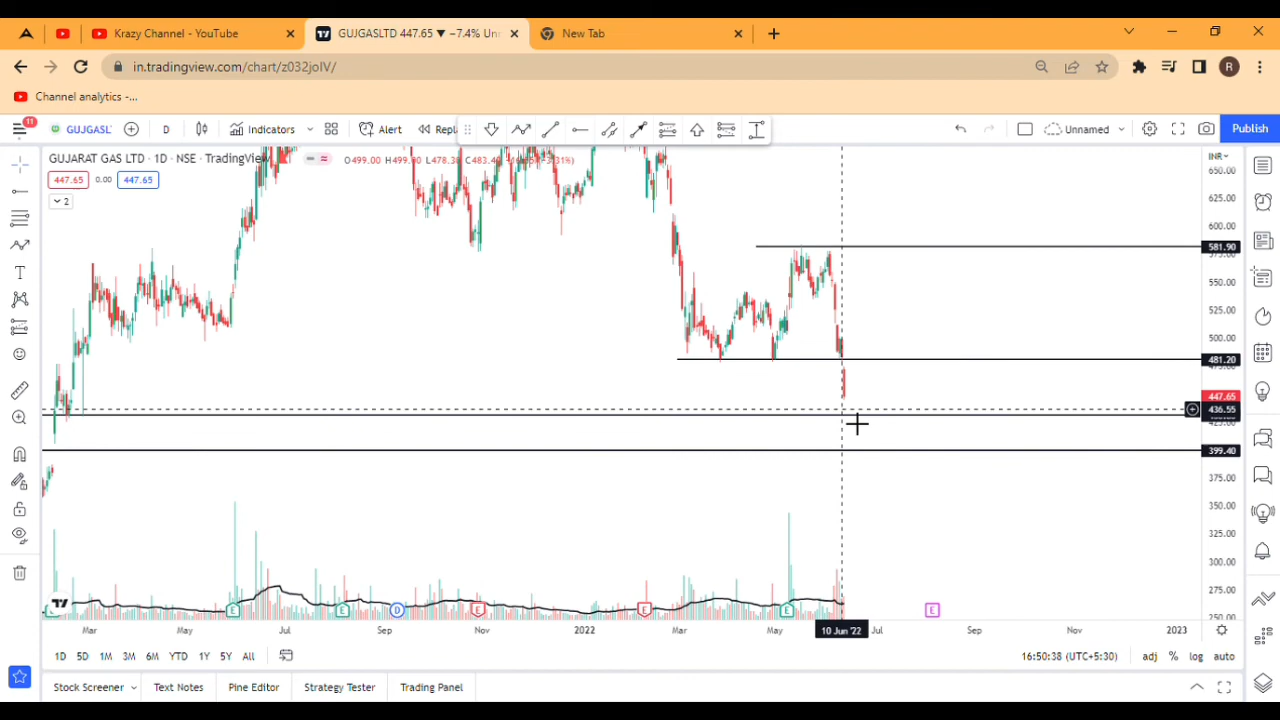 Krazy Channel - YouTube
GUJGASLTD 447.65 ▼ −7.4% Un
New Tab
in.tradingview.com/chart/z032joIV/
R
Channel analytics -...
11
GUJGASL
D
Indicators
Alert
Repl
Unnamed
Publish
GUJARAT GAS LTD · 1D · NSE · TradingView
O499.00 H499. L478.3 C483.4
447.65 0.00 447.65
2
INR
650.00
625.00
600.00
581.90
550.00
525.00
500.00
481.20
447.65
436.55
399.40
375.00
350.00
325.00
300.00
275.00
250.00
E E D E E E E
Mar May Jul Sep Nov 2022 Mar May 10 Jun '22 Jul Sep Nov 2023
1D 5D 1M 3M 6M YTD 1Y 5Y All
16:50:38 (UTC+5:30)
adj % log auto
Stock Screener
Text Notes
Pine Editor
Strategy Tester
Trading Panel